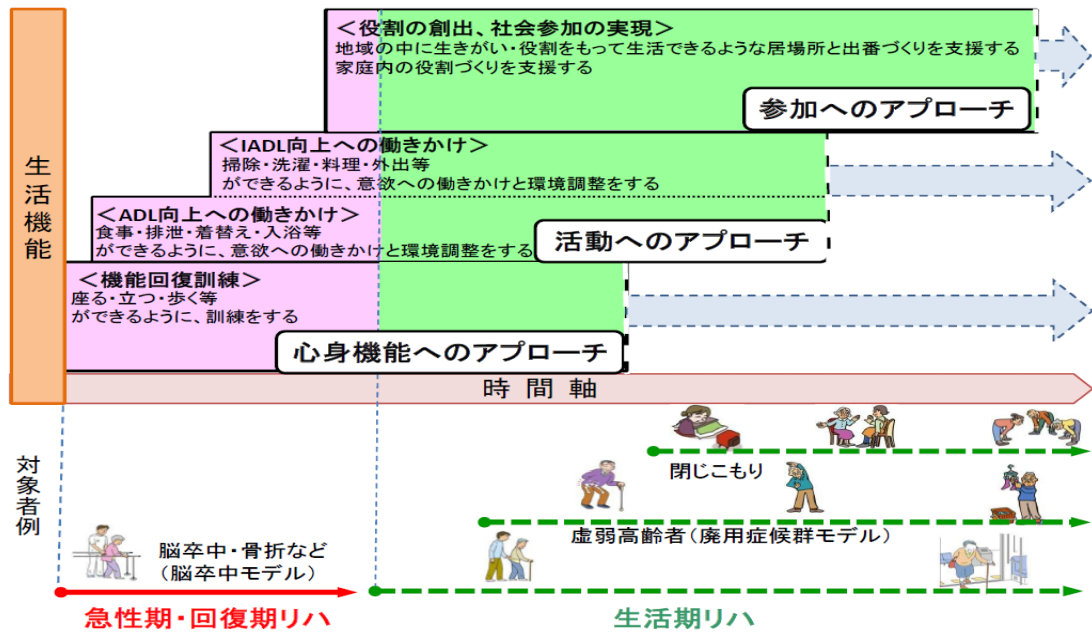 生活機能
<役割の創出、社会参加の実現>
地域の中に生きがい・役割をもって生活できるような居場所と出番づくりを支援する
家庭内の役割づくりを支援する
参加へのアプローチ
<IADL向上への働きかけ>
掃除・洗濯・料理・外出等
ができるように、意欲への働きかけと環境調整をする
<ADL向上への働きかけ>
食事・排泄・着替え・入浴等
ができるように、意欲への働きかけと環境調整をする
活動へのアプローチ
<機能回復訓練>
座る・立つ・歩く等
ができるように、訓練をする
心身機能へのアプローチ
時間軸
対象者例
閉じこもり
虚弱高齢者(廃用症候群モデル)
脳卒中・骨折など
(脳卒中モデル)
急性期・回復期リハ
生活期リハ